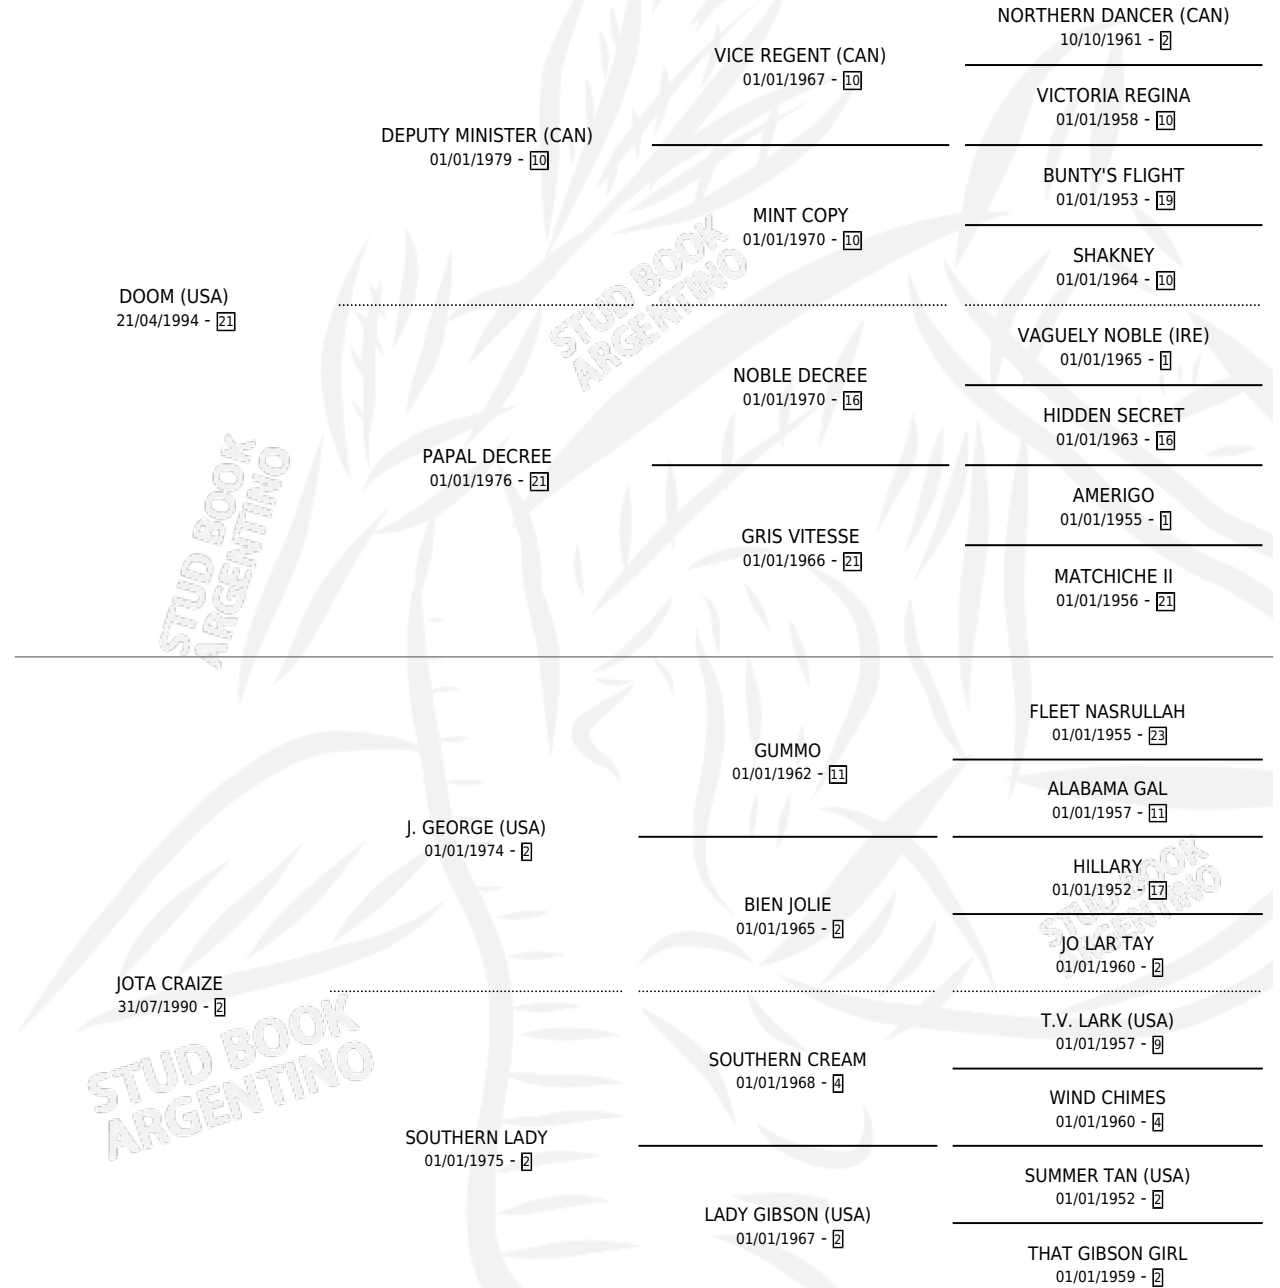 NORTHERN DANCER (CAN)
10/10/1961 - 2
VICE REGENT (CAN)
01/01/1967 - 10
VICTORIA REGINA
01/01/1958 - 10
DEPUTY MINISTER (CAN)
01/01/1979 - 10
BUNTY'S FLIGHT
01/01/1953 - 19
MINT COPY
01/01/1970 - 10
SHAKNEY
01/01/1964 - 10
DOOM (USA)
21/04/1994 - 21
STUD BOOK
ARGENTINO
VAGUELY NOBLE (IRE)
01/01/1965 - 1
NOBLE DECREE
01/01/1970 - 16
HIDDEN SECRET
01/01/1963 - 16
PAPAL DECREE
01/01/1976 - 21
AMERIGO
01/01/1955 - 1
GRIS VITESSE
01/01/1966 - 21
MATCHICHE II
01/01/1956 - 21
STUD BOOK
ARGENTINO
FLEET NASRULLAH
01/01/1955 - 23
GUMMO
01/01/1962 - 11
ALABAMA GAL
01/01/1957 - 11
J. GEORGE (USA)
01/01/1974 - 2
HILLARY
01/01/1952 - 17
BIEN JOLIE
01/01/1965 - 2
STUD BOOK
ARGENTINO
JO LAR TAY
01/01/1960 - 2
JOTA CRAIZE
31/07/1990 - 2
T.V. LARK (USA)
01/01/1957 - 9
SOUTHERN CREAM
01/01/1968 - 4
WIND CHIMES
01/01/1960 - 4
STUD BOOK
ARGENTINO
SOUTHERN LADY
01/01/1975 - 2
SUMMER TAN (USA)
01/01/1952 - 2
LADY GIBSON (USA)
01/01/1967 - 2
THAT GIBSON GIRL
01/01/1959 - 2